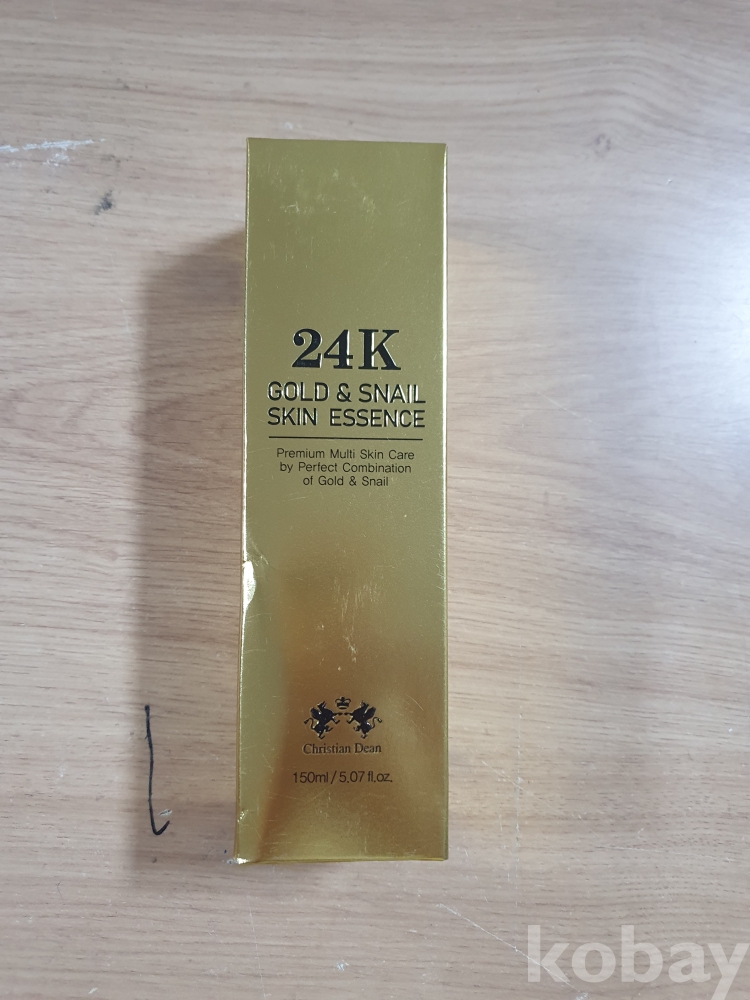 24K
GOLD & SNAIL
SKIN ESSENCE
Premium Multi Skin Care
by Perfect Combination
of Gold & Snail
Christian Dean
150ml / 5.07 fl.oz.
kobay